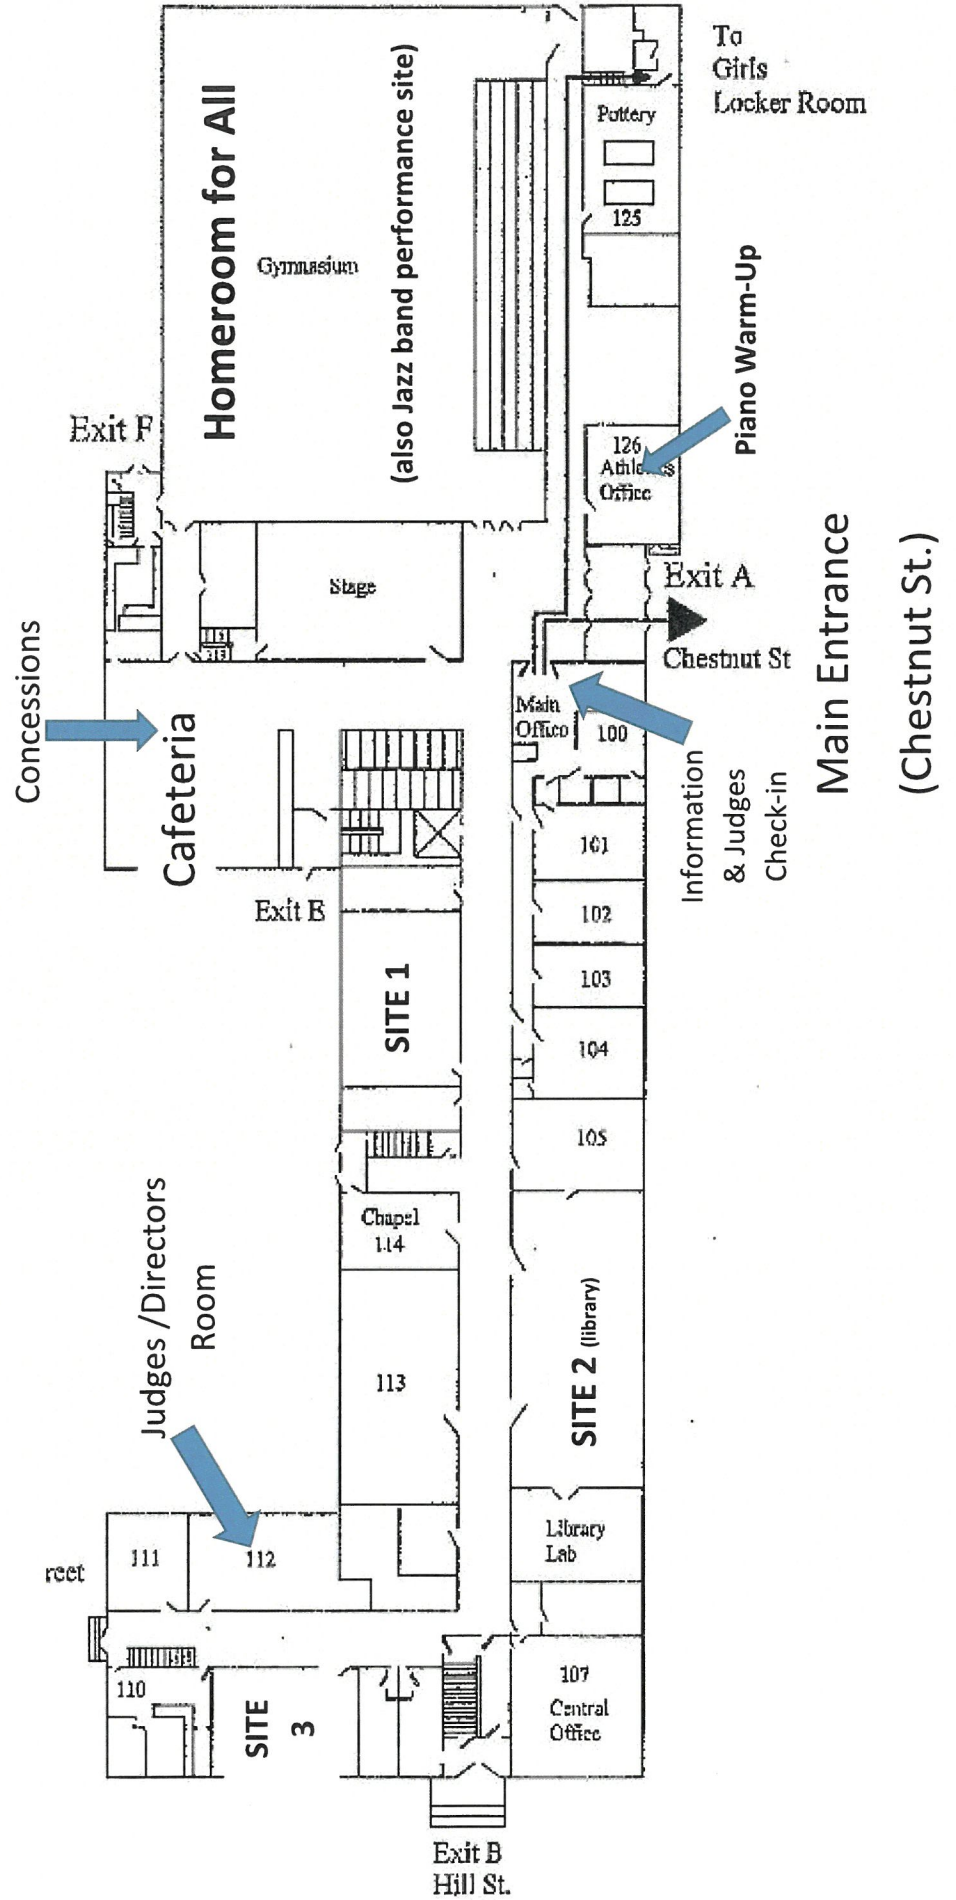 To
Girls
Locker Room
Pottery
125
Homeroom for All
Gymnasium
(also Jazz band performance site)
Piano Warm-Up
Exit F
126
Athletics
Office
Stage
Exit A
Chestnut St
Main Entrance
(Chestnut St.)
Concessions
Cafeteria
Main
Office
100
Information
& Judges
Check-in
101
Exit E
102
SITE 1
103
104
105
Chapel
114
Judges /Directors
Room
113
SITE 2 (library)
Library
Lab
111
112
reet
110
SITE
3
107
Central
Office
Exit B
Hill St.